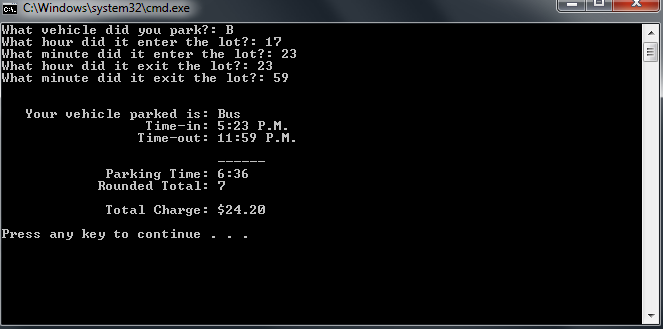 C:\Windows\system32\cmd.exe
What vehicle did you park?: B
What hour did it enter the lot?: 17
What minute did it enter the lot?: 23
What hour did it exit the lot?: 23
What minute did it exit the lot?: 59
Your vehicle parked is: Bus
Time-in: 5:23 P.M.
Time-out: 11:59 P.M.
------
Parking Time: 6:36
Rounded Total: 7
Total Charge: $24.20
Press any key to continue . . .